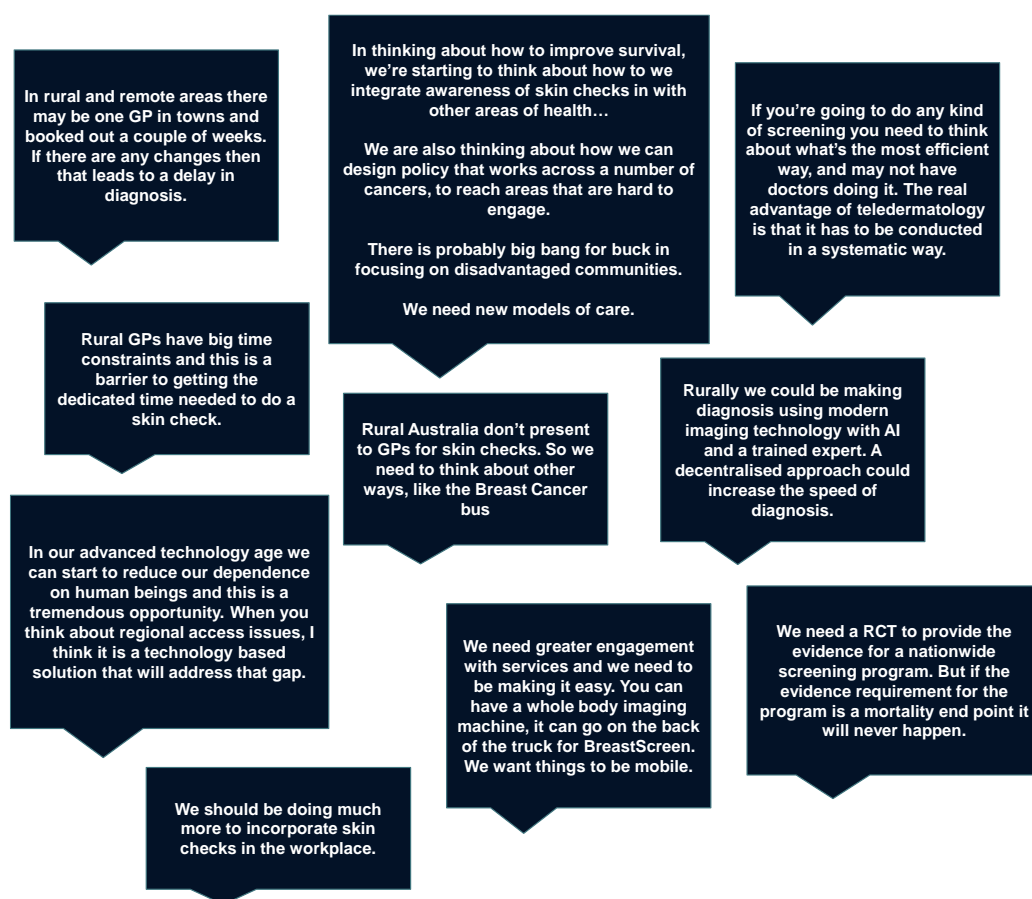 In rural and remote areas there
may be one GP in towns and
booked out a couple of weeks.
If there are any changes then
that leads to a delay in
diagnosis.
In thinking about how to improve survival,
we’re starting to think about how to we
integrate awareness of skin checks in with
other areas of health…
We are also thinking about how we can
design policy that works across a number of
cancers, to reach areas that are hard to
engage.
There is probably big bang for buck in
focusing on disadvantaged communities.
We need new models of care.
If you’re going to do any kind
of screening you need to think
about what’s the most efficient
way, and may not have
doctors doing it. The real
advantage of teledermatology
is that it has to be conducted
in a systematic way.
Rural GPs have big time
constraints and this is a
barrier to getting the
dedicated time needed to do a
skin check.
Rural Australia don’t present
to GPs for skin checks. So we
need to think about other
ways, like the Breast Cancer
bus
Rurally we could be making
diagnosis using modern
imaging technology with AI
and a trained expert. A
decentralised approach could
increase the speed of
diagnosis.
In our advanced technology age we
can start to reduce our dependence
on human beings and this is a
tremendous opportunity. When you
think about regional access issues, I
think it is a technology based
solution that will address that gap.
We need greater engagement
with services and we need to
be making it easy. You can
have a whole body imaging
machine, it can go on the back
of the truck for BreastScreen.
We want things to be mobile.
We need a RCT to provide the
evidence for a nationwide
screening program. But if the
evidence requirement for the
program is a mortality end point it
will never happen.
We should be doing much
more to incorporate skin
checks in the workplace.